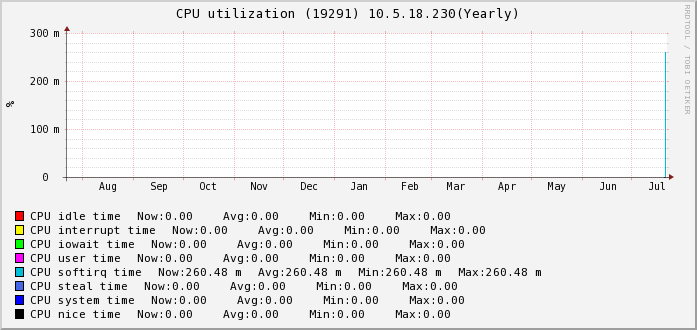 CPU utilization (19291) 10.5.18.230(Yearly)
RRDTOOL / TOBI OETIKER
300 m
200 m
%
100 m
0
Aug Sep Oct Nov Dec Jan Feb Mar Apr May Jun Jul
CPU idle time Now:0.00 Avg:0.00 Min:0.00 Max:0.00
CPU interrupt time Now:0.00 Avg:0.00 Min:0.00 Max:0.00
CPU iowait time Now:0.00 Avg:0.00 Min:0.00 Max:0.00
CPU user time Now:0.00 Avg:0.00 Min:0.00 Max:0.00
CPU softirq time Now:260.48 m Avg:260.48 m Min:260.48 m Max:260.48 m
CPU steal time Now:0.00 Avg:0.00 Min:0.00 Max:0.00
CPU system time Now:0.00 Avg:0.00 Min:0.00 Max:0.00
CPU nice time Now:0.00 Avg:0.00 Min:0.00 Max:0.00